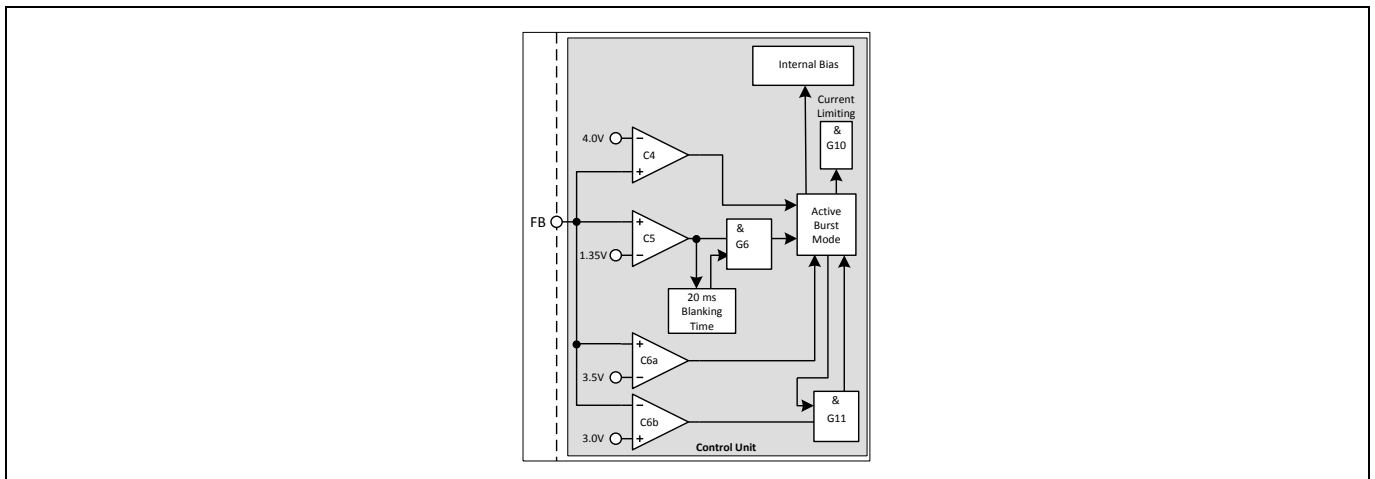 Internal Bias
Current
Limiting
&
G10
4.0V
−
C4
+
Active
Burst
Mode
FB
+
C5
−
1.35V
&
G6
20 ms
Blanking
Time
+
C6a
−
3.5V
−
C6b
+
3.0V
&
G11
Control Unit